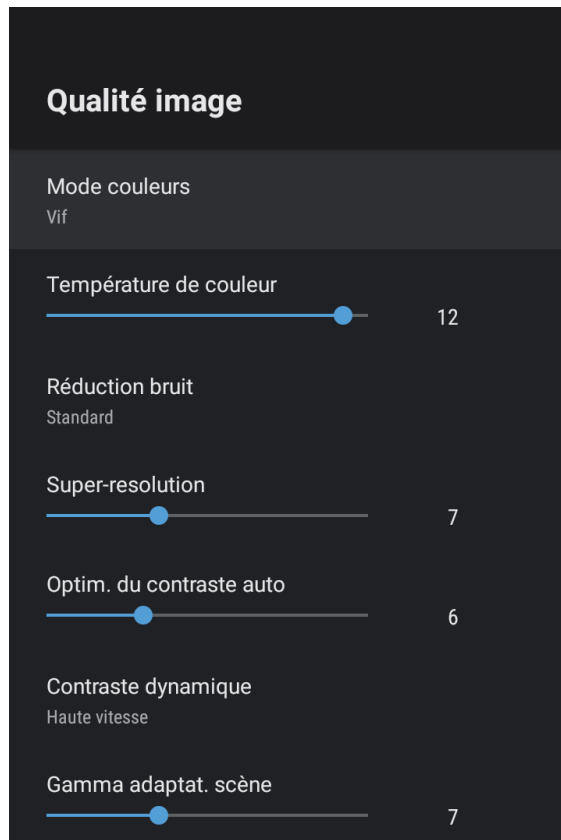 Qualité image
Mode couleurs
Vif
Température de couleur
12
Réduction bruit
Standard
Super-resolution
7
Optim. du contraste auto
6
Contraste dynamique
Haute vitesse
Gamma adaptat. scène
7